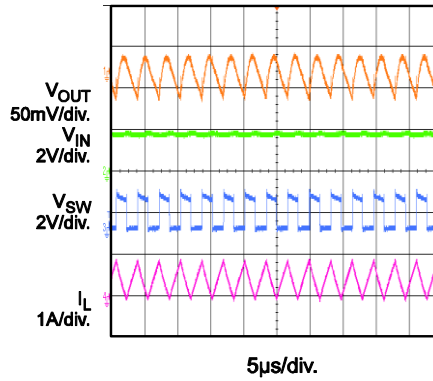 VOUT
50mV/div.
VIN
2V/div.
VSW
2V/div.
IL
1A/div.
5µs/div.